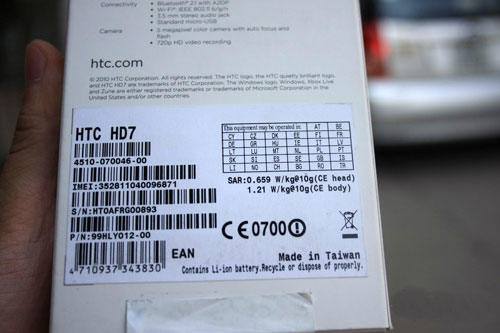 Connectivity • Bluetooth® 2.1 with A2DP
• Wi-Fi®: IEEE 802.11 b/g/n
• 3.5 mm stereo audio jack
• Standard micro-USB
Camera • 5 megapixel color camera with auto focus and
flash
• 720p HD video recording
htc.com
© 2010 HTC Corporation. All rights reserved. The HTC logo, the HTC quietly brilliant logo,
and HTC HD7 are trademarks of HTC Corporation. The Windows logo, Windows, Xbox Live
and Zune are either registered trademarks or trademarks of Microsoft Corporation in the
United States and/or other countries.
HTC HD7
4510-070046-00
IMEI:352811040096871
S/N:HT0AFRG00893
P/N:99HLY012-00
4 710937 343830
EAN
This equipment may be operated in: AT BE
CY CZ DK EE FI FR
DE GR HU IE IT LV
LT LU MT NL PL PT
SK SI ES SE GB IS
LI NO CH BG RO TR
SAR:0.659 W/kg@10g(CE head)
1.21 W/kg@10g(CE body)
CE0700
Made in Taiwan
Contains Li-ion battery.Recycle or dispose of properly.